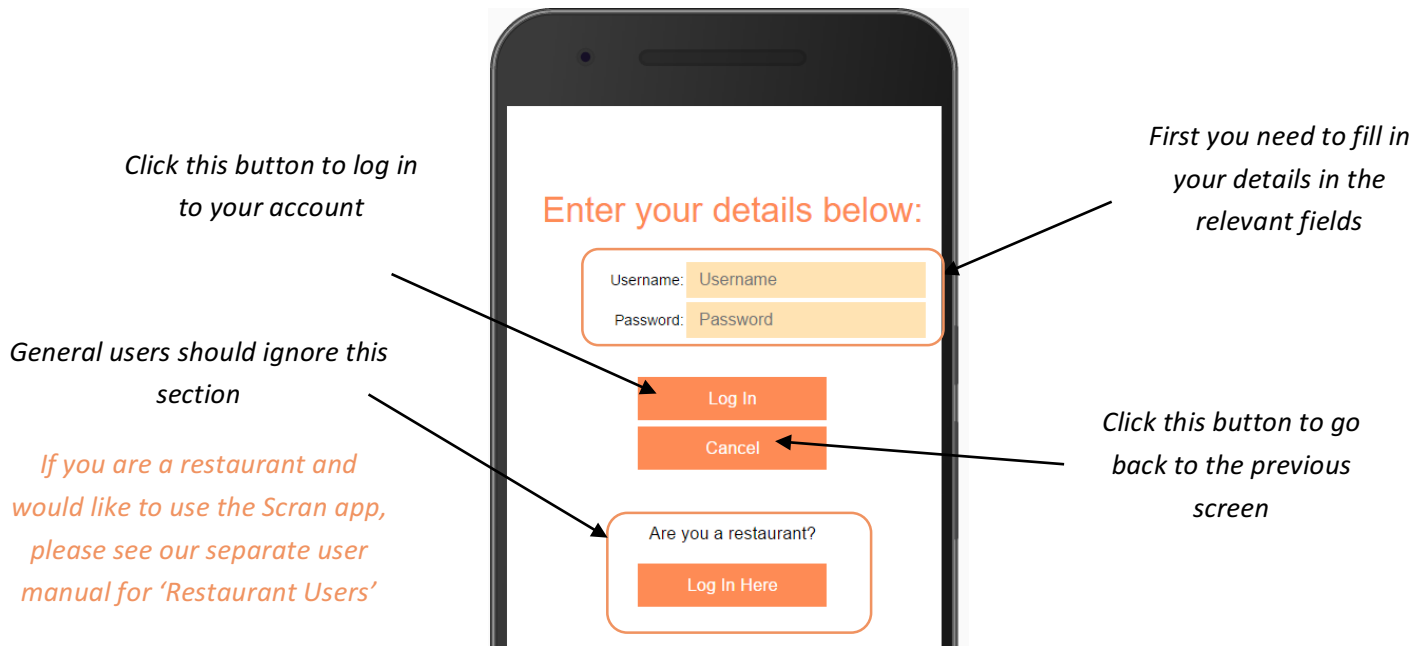 Click this button to log in
to your account
General users should ignore this
section
If you are a restaurant and
would like to use the Scran app,
please see our separate user
manual for ‘Restaurant Users’
Enter your details below:
Username: Username
Password: Password
Log In
Cancel
Are you a restaurant?
Log In Here
First you need to fill in
your details in the
relevant fields
Click this button to go
back to the previous
screen